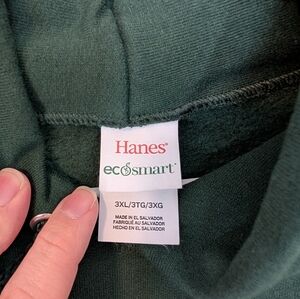 Hanes®
ecosmart®
3XL/3TG/3XG
MADE IN EL SALVADOR
FABRIQUÉ AU SALVADOR
HECHO EN EL SALVADOR